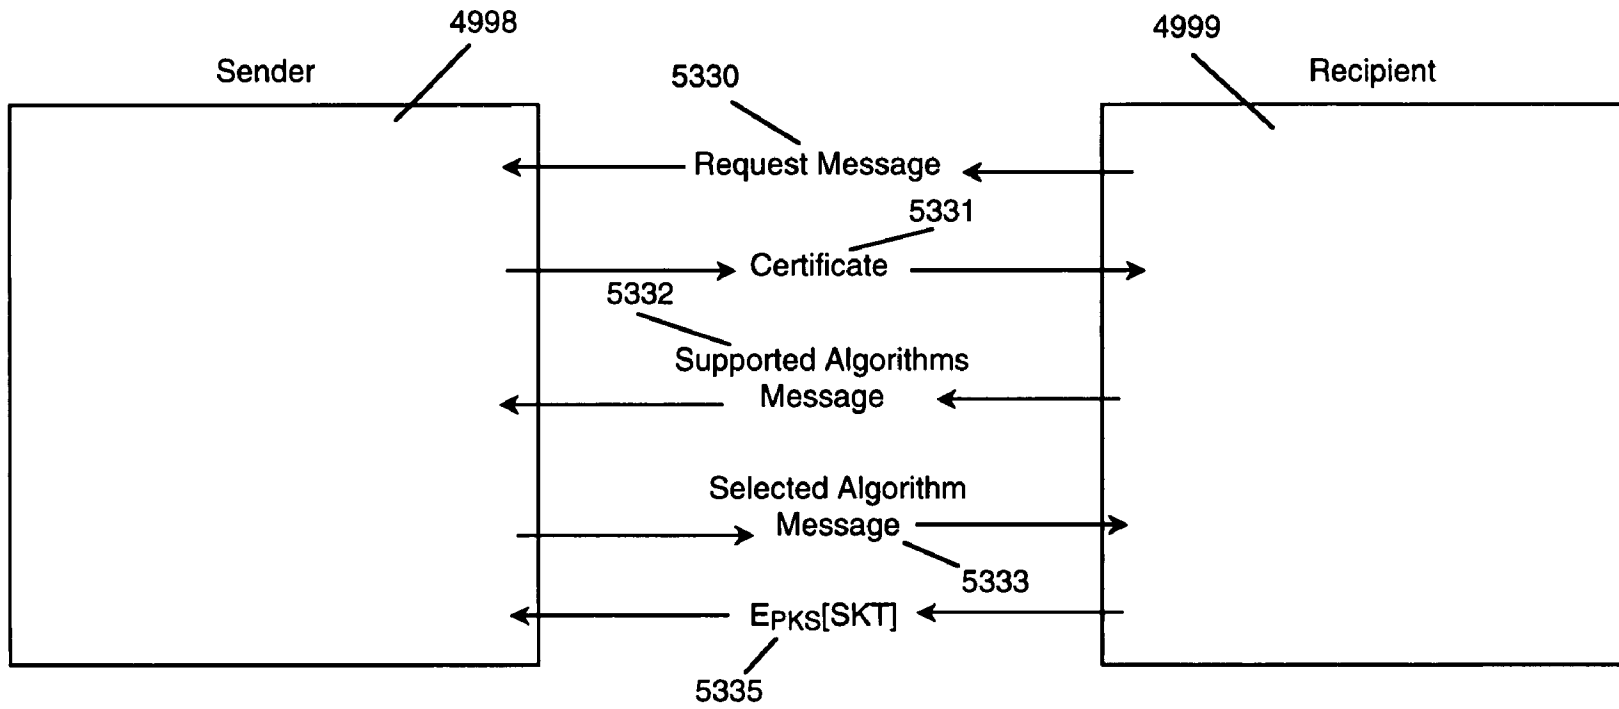 4998
4999
Sender
5330
Recipient
Request Message
5331
Certificate
5332
Supported Algorithms
Message
Selected Algorithm
Message
5333
EPKS[SKT]
5335